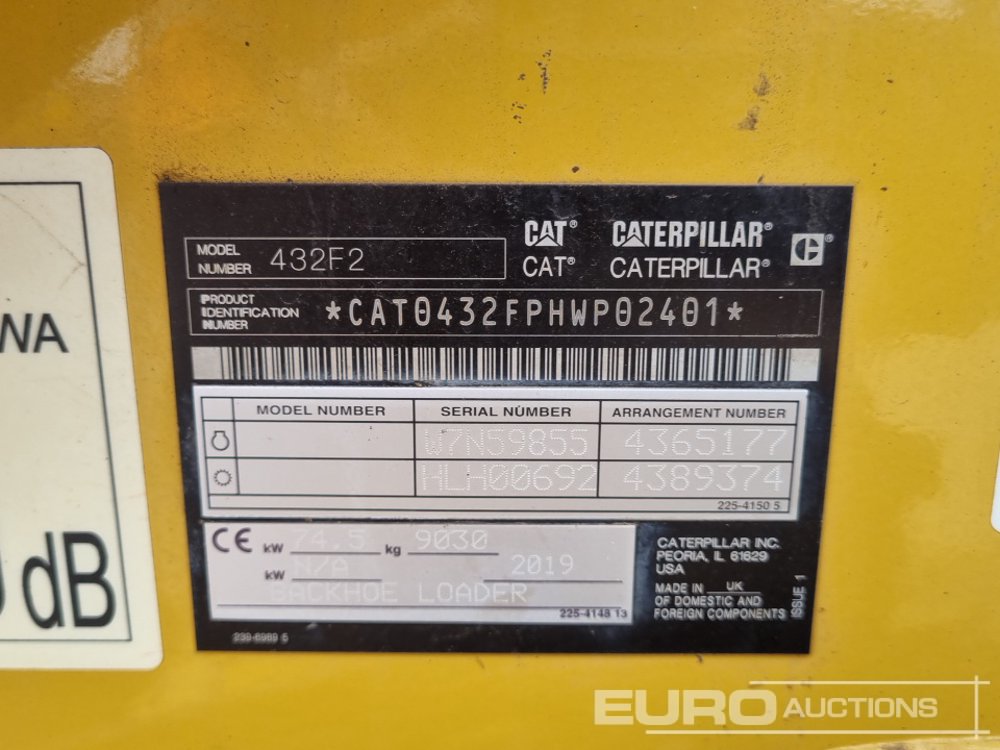 WA
dB
CAT® CATERPILLAR®
CAT® CATERPILLAR® ®
MODEL NUMBER 432F2
PRODUCT IDENTIFICATION NUMBER *CAT0432FPHWP02401*
MODEL NUMBER SERIAL NUMBER ARRANGEMENT NUMBER
W7N59855 4365177
HLH00692 4389374
225-4150 5
CE kW 74,5 kg 9030
kW N/A 2019
BACKHOE LOADER
225-4148 13
CATERPILLAR INC.
PEORIA, IL 61629
USA
MADE IN UK
OF DOMESTIC AND
FOREIGN COMPONENTS
ISSUE 1
239-6989 5
EURO AUCTIONS